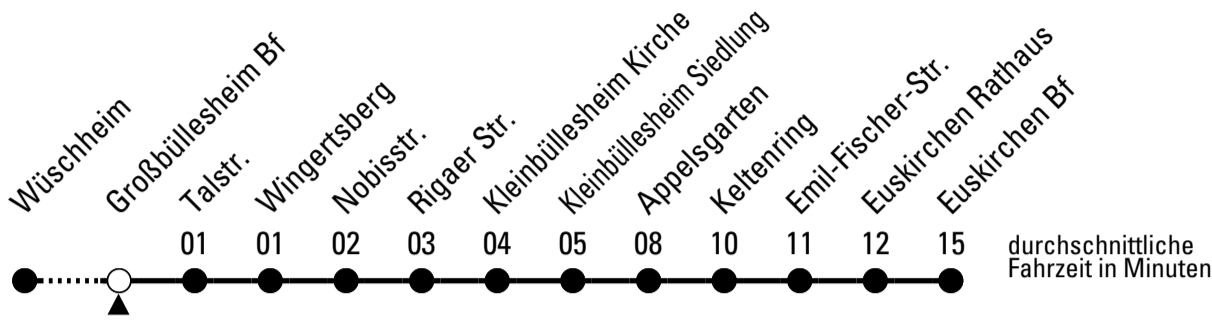 Wüschheim
Großbüllesheim Bf
Talstr.
Wingertsberg
Nobisstr.
Rigaer Str.
Kleinbüllesheim Kirche
Kleinbüllesheim Siedlung
Appelsgarten
Keltenring
Emil-Fischer-Str.
Euskirchen Rathaus
Euskirchen Bf
01 01 02 03 04 05 08 10 11 12 15
durchschnittliche
Fahrzeit in Minuten